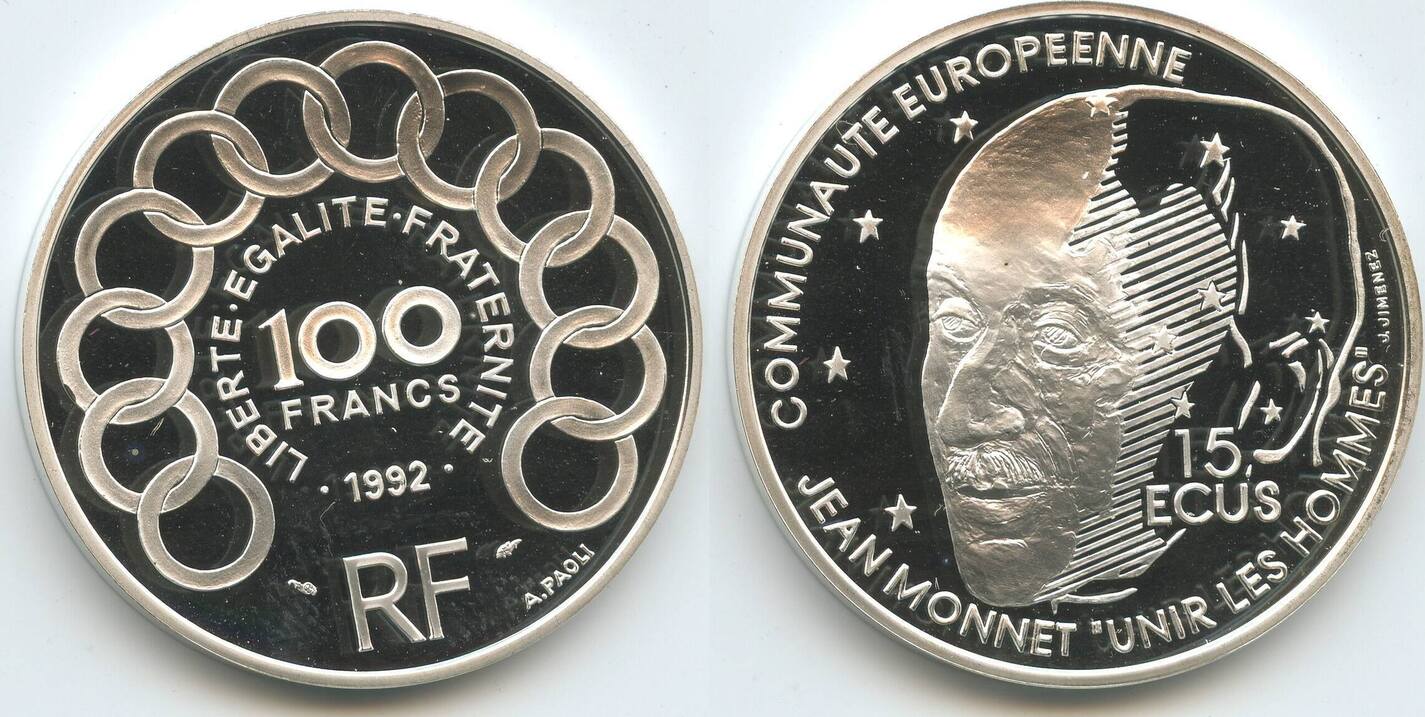 LIBERTE·EGALITE·FRATERNITE
100
FRANCS
·1992·
RF
A.PAOLI
COMMUNAUTE EUROPEENNE
J.JIMENEZ
15
ECUS
JEAN MONNET "UNIR LES HOMMES"